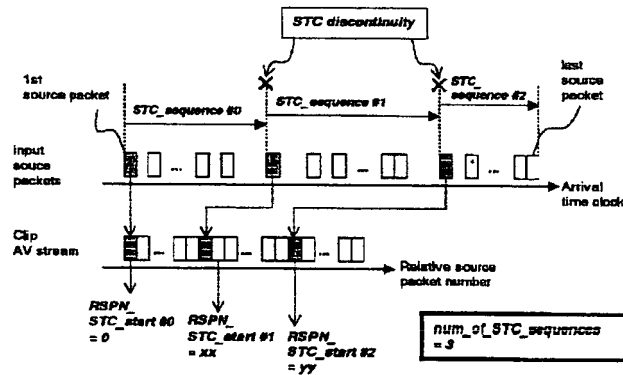 STC discontinuity
1st
source packet
STC_sequence #0
STC_sequence #1
STC_
sequence #2
last
source
packet
input
souce
packets
...
...
...
Arrival
time clock
Clip
AV stream
...
...
...
Relative source
packet number
RSPN_
STC_start #0
= 0
RSPN_
STC_start #1
= xx
RSPN_
STC_start #2
= yy
num_of_STC_sequences
= 3